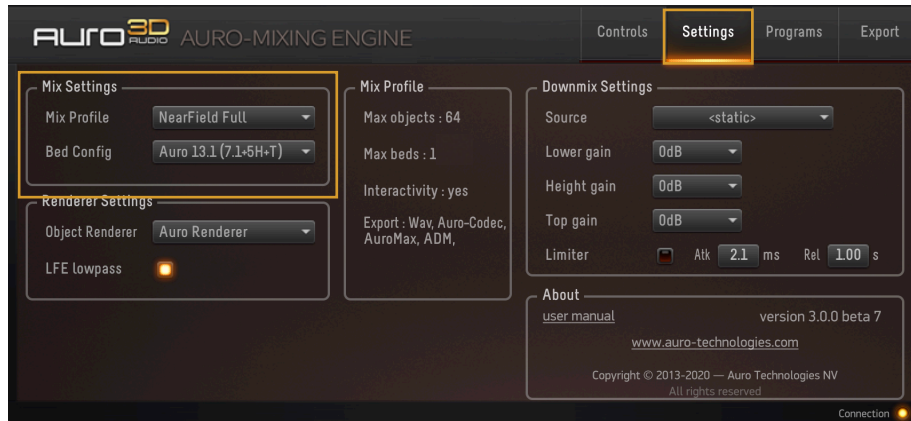 AURO 3D AUDIO AURO-MIXING ENGINE
Controls Settings Programs Export
Mix Settings
Mix Profile NearField Full
Bed Config Auro 13.1 (7.1+5H+T)
Renderer Settings
Object Renderer Auro Renderer
LFE lowpass
Mix Profile
Max objects : 64
Max beds : 1
Interactivity : yes
Export : Wav, Auro-Codec,
AuroMax, ADM,
Downmix Settings
Source <static>
Lower gain 0dB
Height gain 0dB
Top gain 0dB
Limiter Atk 2.1 ms Rel 1.00 s
About
user manual version 3.0.0 beta 7
www.auro-technologies.com
Copyright © 2013-2020 — Auro Technologies NV
All rights reserved
Connection